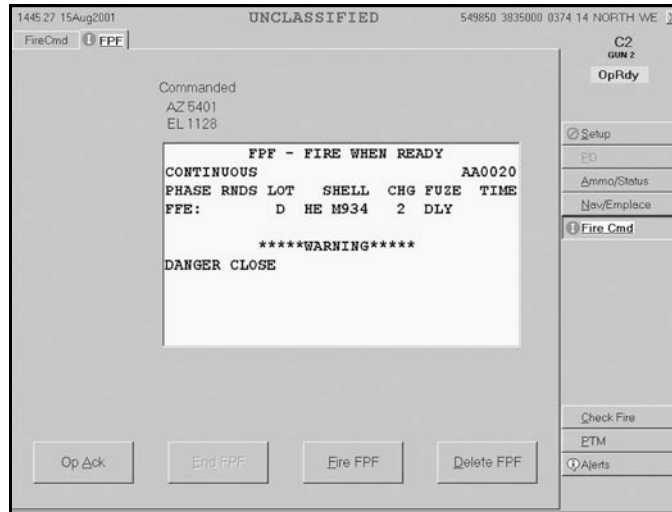 1445.27 15Aug2001 UNCLASSIFIED 549850 3835000 0374 14 NORTH WE
FireCmd FPF
C2
GUN 2
OpRdy
Commanded
AZ 5401
EL 1128
FPF - FIRE WHEN READY
CONTINUOUS AA0020
PHASE RNDS LOT SHELL CHG FUZE TIME
FFE: D HE M934 2 DLY
*****WARNING*****
DANGER CLOSE
Setup
PD
Ammo/Status
Nav/Emplace
Fire Cmd
Check Fire
PTM
Alerts
Op Ack End FPF Fire FPF Delete FPF